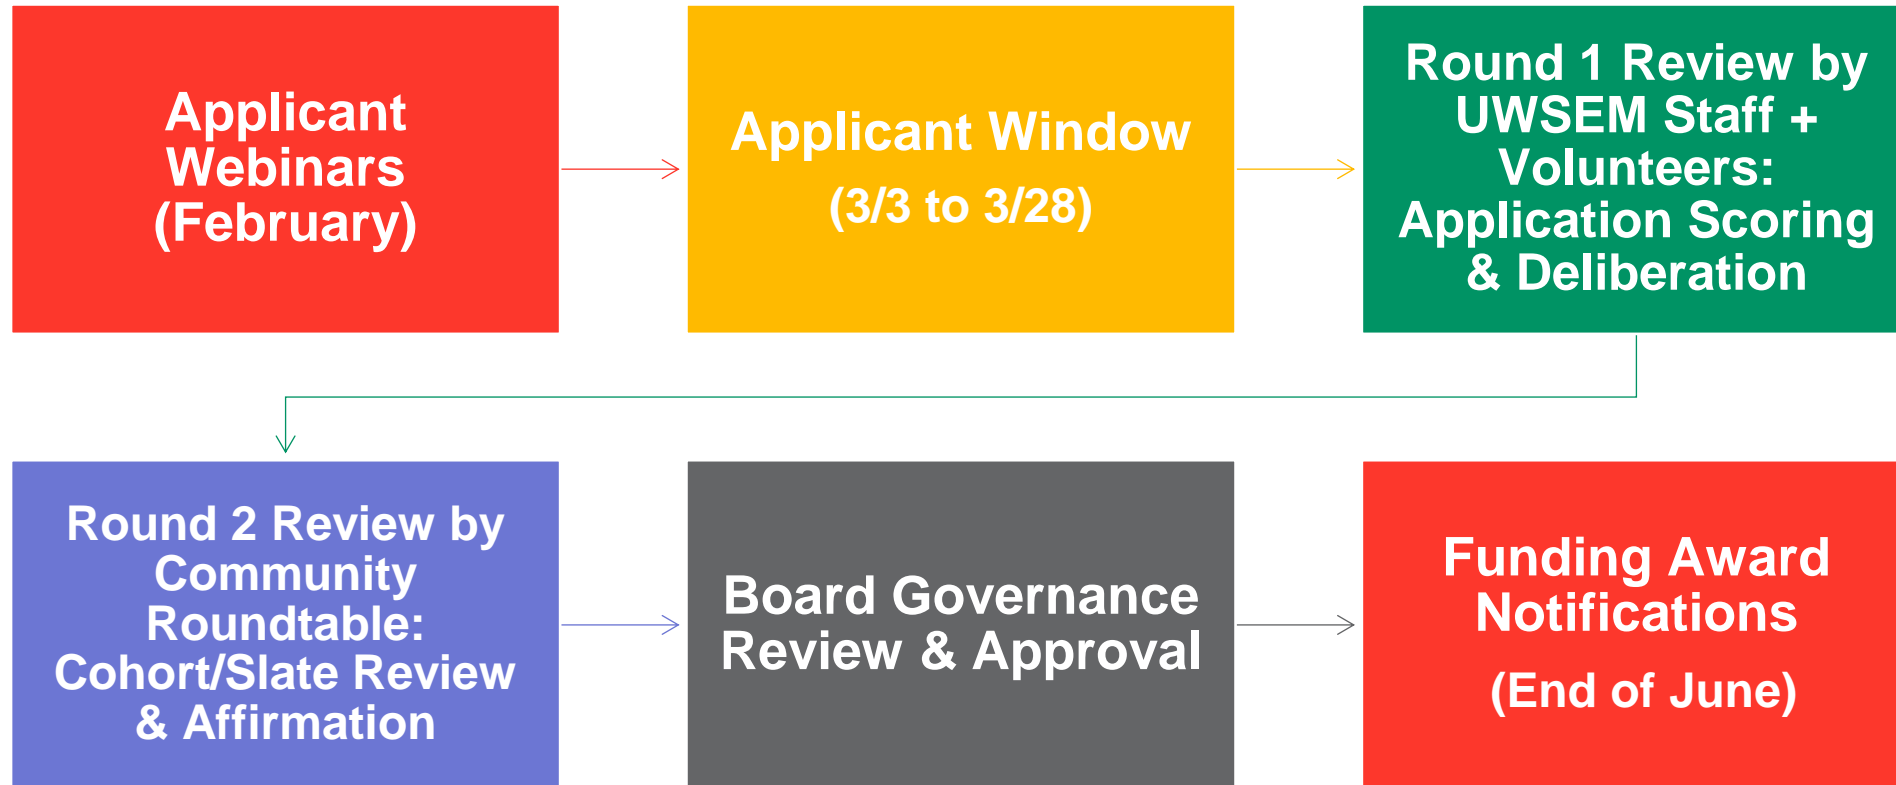 Applicant
Webinars
(February)
Applicant Window
(3/3 to 3/28)
Round 1 Review by
UWSEM Staff +
Volunteers:
Application Scoring
& Deliberation
Round 2 Review by
Community
Roundtable:
Cohort/Slate Review
& Affirmation
Board Governance
Review & Approval
Funding Award
Notifications
(End of June)